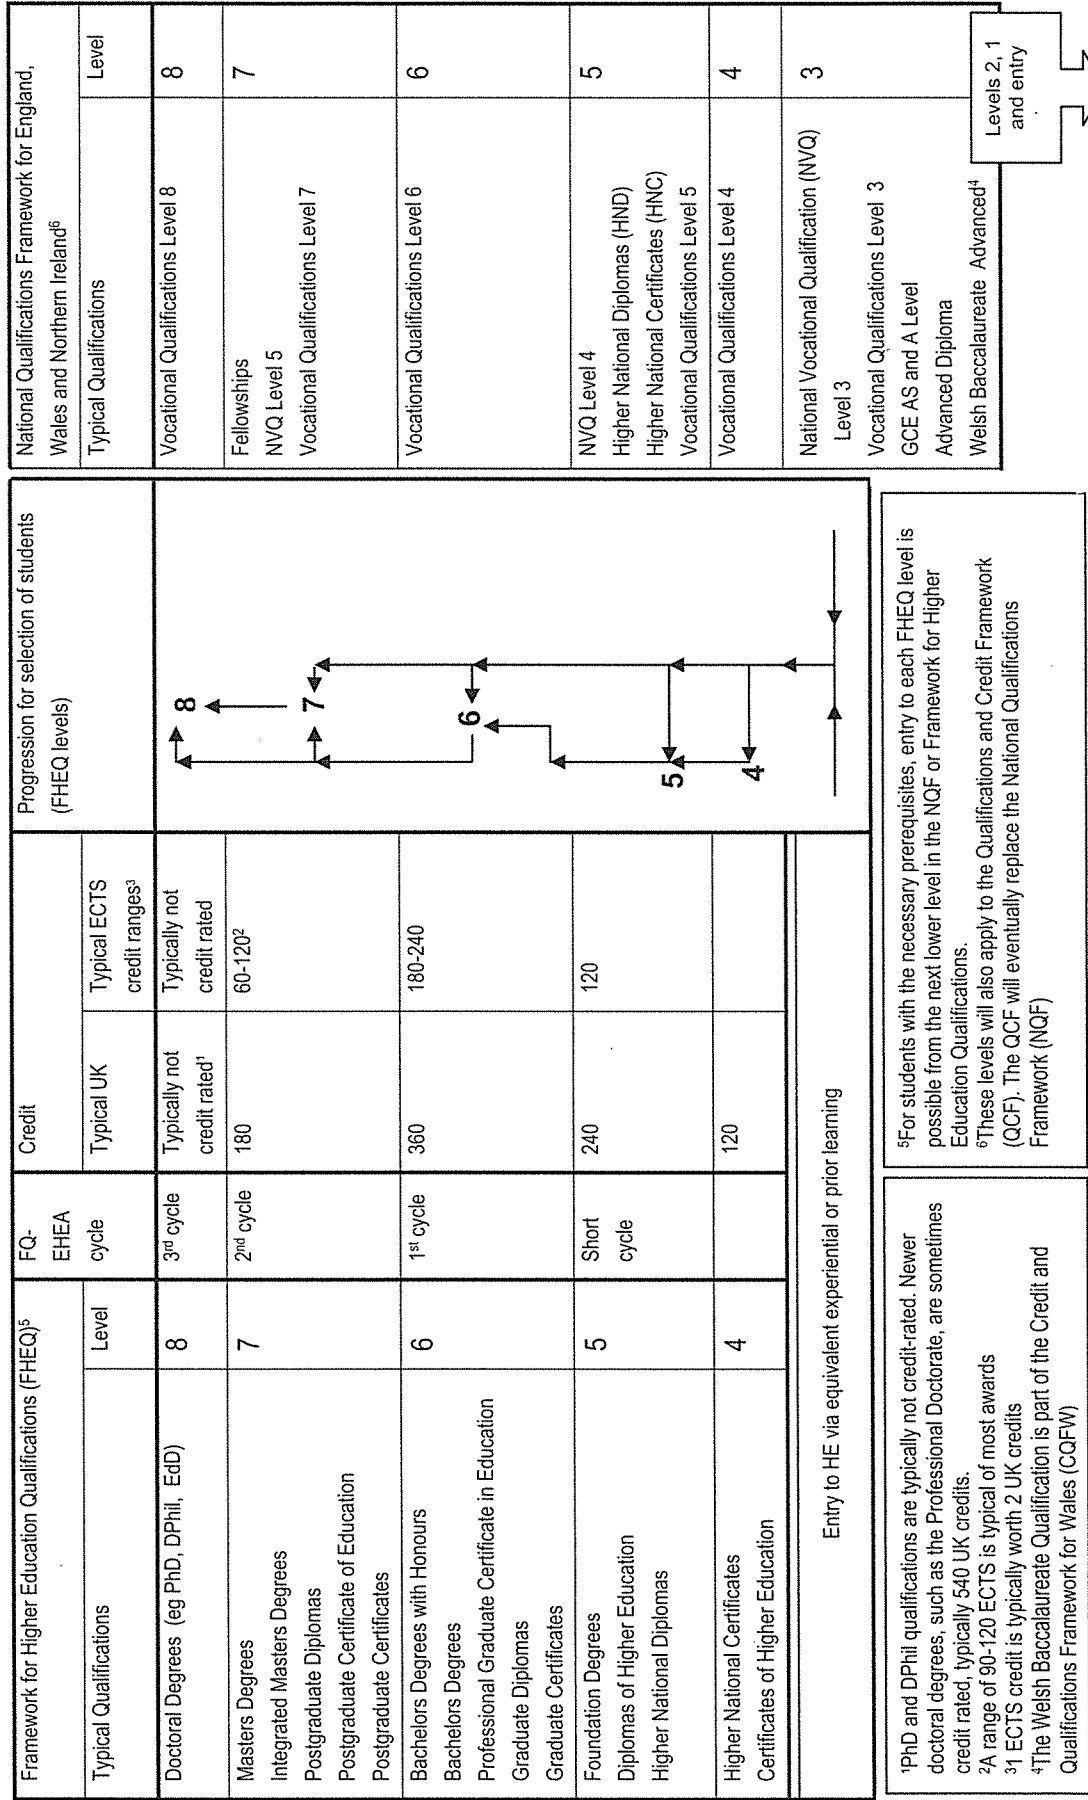 Framework for Higher Education Qualifications (FHEQ)⁵
Typical Qualifications
Level
FQ-
EHEA
cycle
Credit
Typical UK
Typical ECTS
credit ranges³
Progression for selection of students
(FHEQ levels)
National Qualifications Framework for England,
Wales and Northern Ireland⁶
Typical Qualifications
Level
Doctoral Degrees (eg PhD, DPhil, EdD)
8
3rd cycle
Typically not
credit rated¹
Typically not
credit rated
8
Vocational Qualifications Level 8
8
Masters Degrees
Integrated Masters Degrees
Postgraduate Diplomas
Postgraduate Certificate of Education
Postgraduate Certificates
7
2nd cycle
180
60-120²
7
Fellowships
NVQ Level 5
Vocational Qualifications Level 7
7
Bachelors Degrees with Honours
Bachelors Degrees
Professional Graduate Certificate in Education
Graduate Diplomas
Graduate Certificates
6
1st cycle
360
180-240
6
Vocational Qualifications Level 6
6
Foundation Degrees
Diplomas of Higher Education
Higher National Diplomas
5
Short
cycle
240
120
5
NVQ Level 4
Higher National Diplomas (HND)
Higher National Certificates (HNC)
Vocational Qualifications Level 5
5
Higher National Certificates
Certificates of Higher Education
4
120
4
Vocational Qualifications Level 4
4
Entry to HE via equivalent experiential or prior learning
National Vocational Qualification (NVQ)
Level 3
Vocational Qualifications Level 3
GCE AS and A Level
Advanced Diploma
Welsh Baccalaureate Advanced⁴
3
Levels 2, 1
and entry
¹PhD and DPhil qualifications are typically not credit-rated. Newer
doctoral degrees, such as the Professional Doctorate, are sometimes
credit rated, typically 540 UK credits.
²A range of 90-120 ECTS is typical of most awards
³1 ECTS credit is typically worth 2 UK credits
⁴The Welsh Baccalaureate Qualification is part of the Credit and
Qualifications Framework for Wales (CQFW)
⁵For students with the necessary prerequisites, entry to each FHEQ level is
possible from the next lower level in the NQF or Framework for Higher
Education Qualifications.
⁶These levels will also apply to the Qualifications and Credit Framework
(QCF). The QCF will eventually replace the National Qualifications
Framework (NQF)